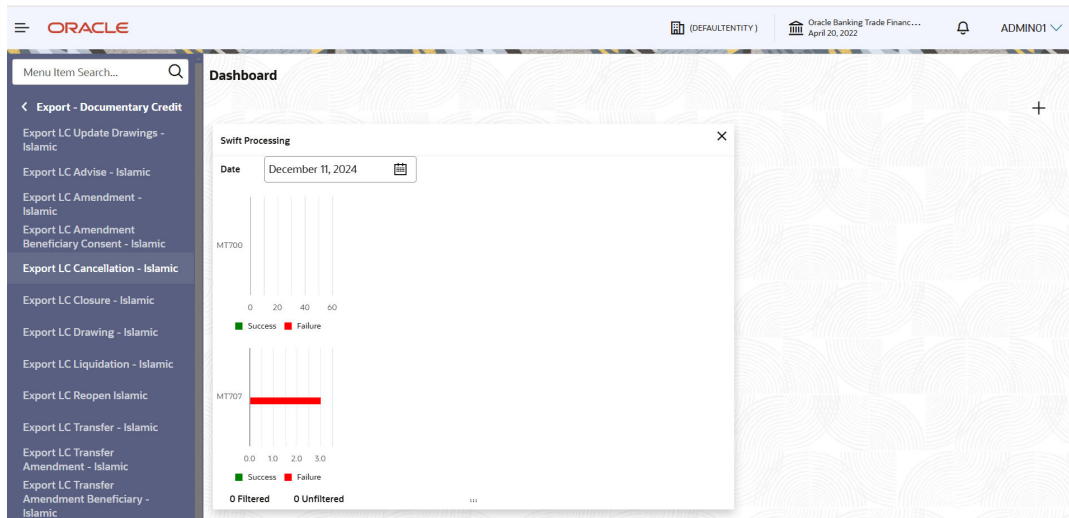 ORACLE
(DEFAULTENTITY)
Oracle Banking Trade Financ...
April 20, 2022
ADMIN01
Menu Item Search...
Export - Documentary Credit
Export LC Update Drawings -
Islamic
Export LC Advise - Islamic
Export LC Amendment -
Islamic
Export LC Amendment
Beneficiary Consent - Islamic
Export LC Cancellation - Islamic
Export LC Closure - Islamic
Export LC Drawing - Islamic
Export LC Liquidation - Islamic
Export LC Reopen Islamic
Export LC Transfer - Islamic
Export LC Transfer
Amendment - Islamic
Export LC Transfer
Amendment Beneficiary -
Islamic
Dashboard
+
Swift Processing
Date
December 11, 2024
MT700
0 20 40 60
Success Failure
MT707
0.0 1.0 2.0 3.0
Success Failure
0 Filtered 0 Unfiltered